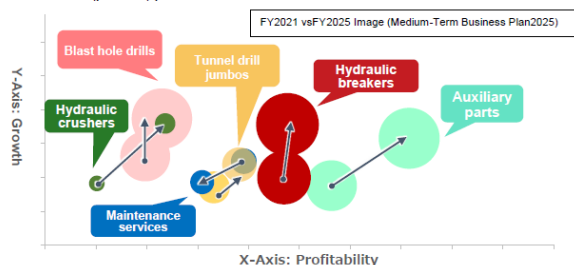 FY2021 vsFY2025 Image (Medium-Term Business Plan2025)
Blast hole drills
Tunnel drill
jumbos
Hydraulic
breakers
Hydraulic
crushers
Auxiliary
parts
Maintenance
services
Y-Axis: Growth
X-Axis: Profitability